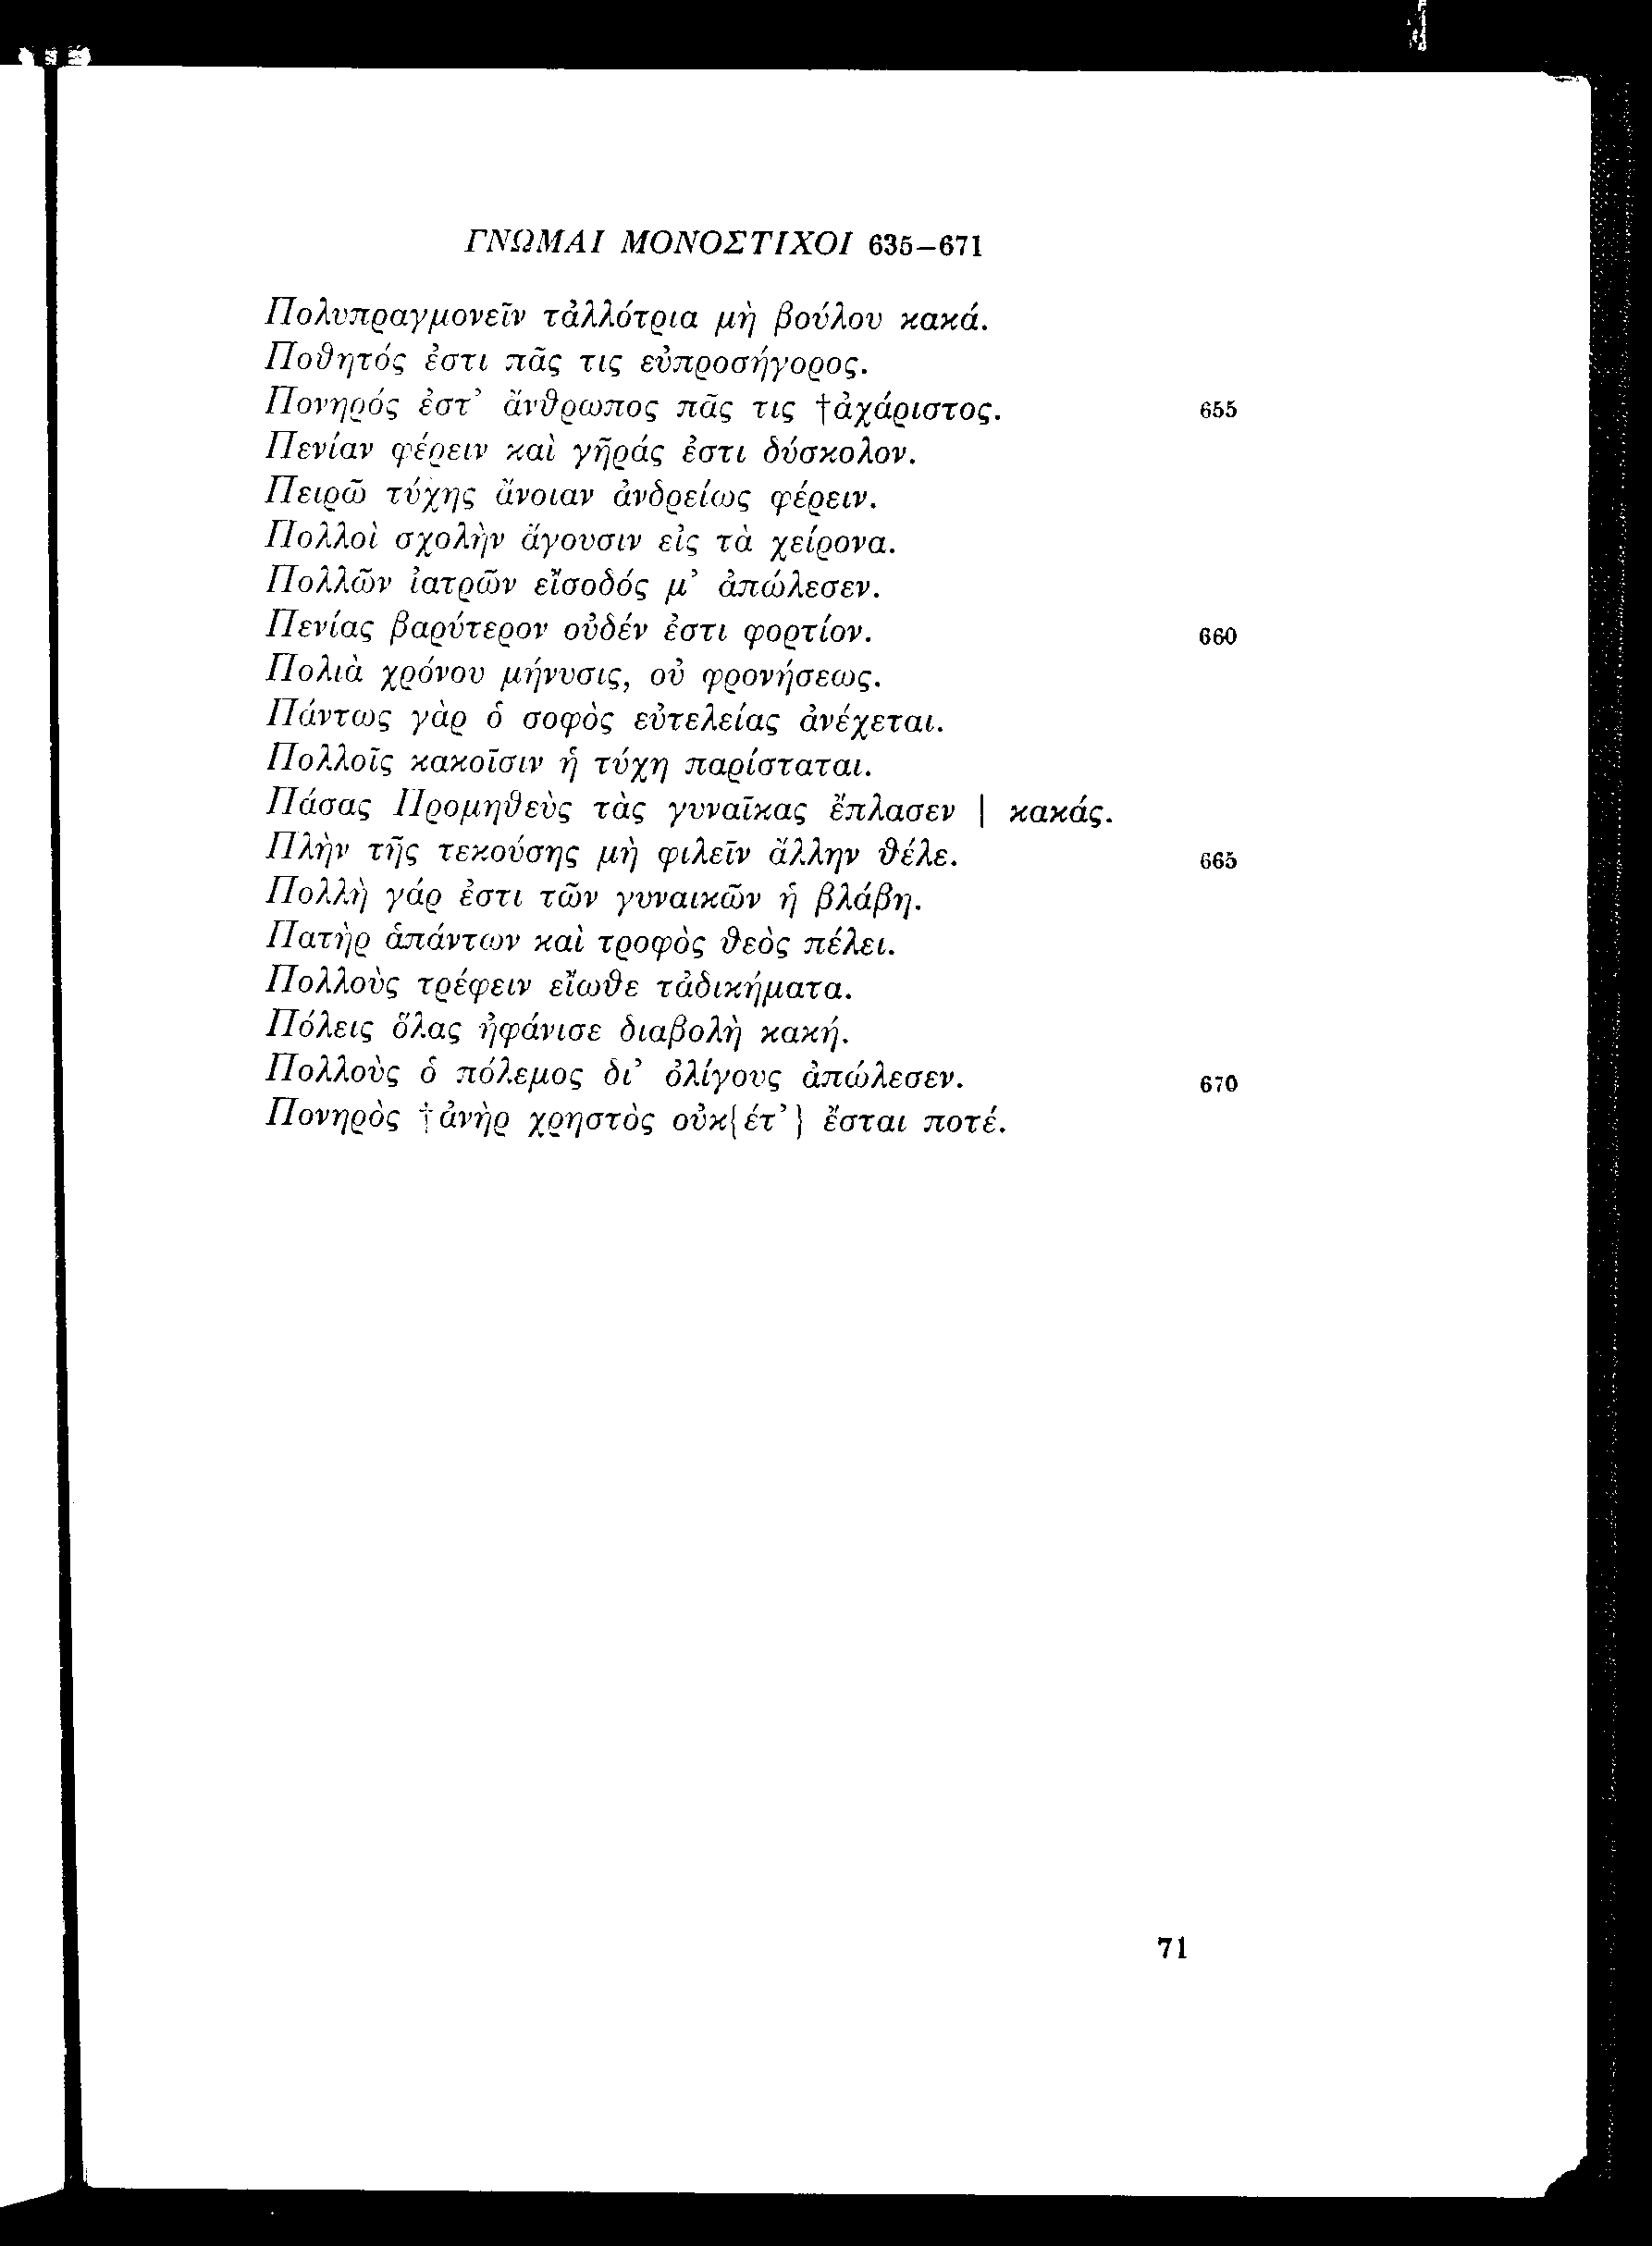 ΓΝΩΜΑΙ ΜΟΝΟΣΤΙΧΟΙ 635–671
Πολυπραγμονεῖν τἀλλότρια μὴ βούλου κακά.
Ποθητός ἐστι πᾶς τις εὐπροσήγορος.
Πονηρός ἐστ’ ἄνθρωπος πᾶς τις †ἀχάριστος. 655
Πενίαν φέρειν καὶ γῆράς ἐστι δύσκολον.
Πειρῶ τύχης ἄνοιαν ἀνδρείως φέρειν.
Πολλοὶ σχολὴν ἄγουσιν εἰς τὰ χείρονα.
Πολλῶν ἰατρῶν εἴσοδός μ’ ἀπώλεσεν.
Πενίας βαρύτερον οὐδέν ἐστι φορτίον. 660
Πολιὰ χρόνου μήνυσις, οὐ φρονήσεως.
Πάντως γὰρ ὁ σοφὸς εὐτελείας ἀνέχεται.
Πολλοῖς κακοῖσιν ἡ τύχη παρίσταται.
Πάσας Προμηθεὺς τὰς γυναῖκας ἔπλασεν | κακάς.
Πλὴν τῆς τεκούσης μὴ φιλεῖν ἄλλην θέλε. 665
Πολλὴ γάρ ἐστι τῶν γυναικῶν ἡ βλάβη.
Πατὴρ ἁπάντων καὶ τροφὸς θεὸς πέλει.
Πολλοὺς τρέφειν εἴωθε τἀδικήματα.
Πόλεις ὅλας ἠφάνισε διαβολὴ κακή.
Πολλοὺς ὁ πόλεμος δι’ ὀλίγους ἀπώλεσεν. 670
Πονηρὸς †ἀνὴρ χρηστὸς οὐκ{έτ’} ἔσται ποτέ.
71